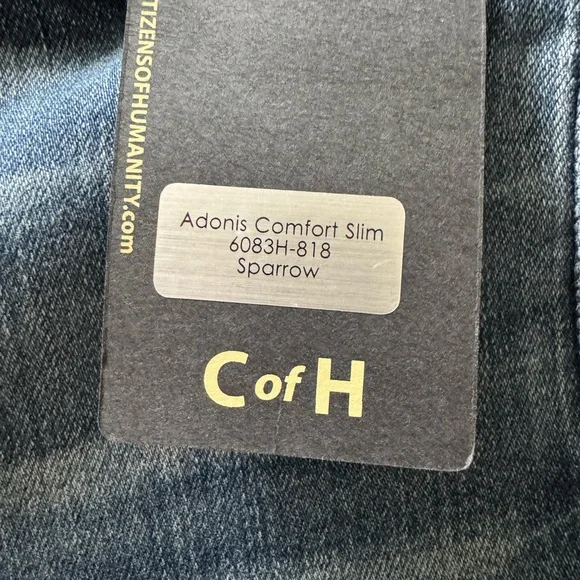 TIZENSOFHUMANITY.com
Adonis Comfort Slim
6083H-818
Sparrow
C of H